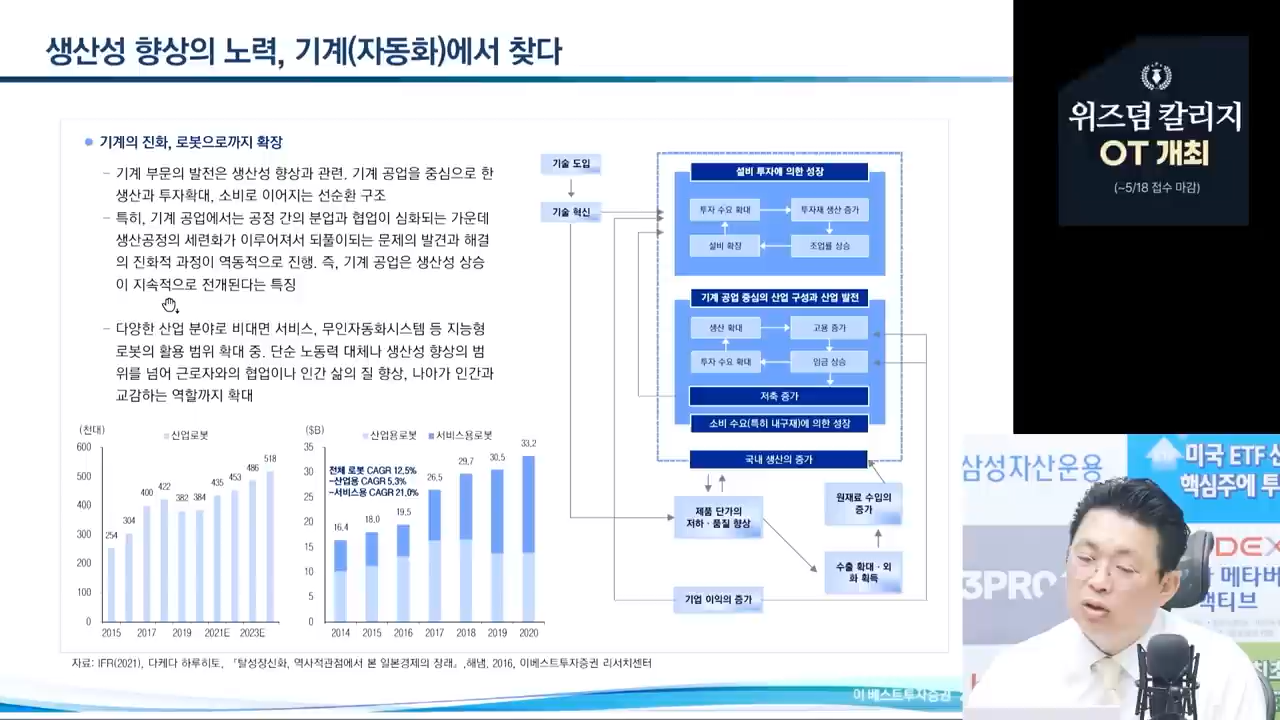 생산성 향상의 노력, 기계(자동화)에서 찾다
기계의 진화, 로봇으로까지 확장
– 기계 부문의 발전은 생산성 향상과 관련. 기계 공업을 중심으로 한
생산과 투자확대, 소비로 이어지는 선순환 구조
– 특히, 기계 공업에서는 공정 간의 분업과 협업이 심화되는 가운데
생산공정의 세련화가 이루어져서 되풀이되는 문제의 발견과 해결
의 진화적 과정이 역동적으로 진행. 즉, 기계 공업은 생산성 상승
이 지속적으로 전개된다는 특징
– 다양한 산업 분야로 비대면 서비스, 무인자동화시스템 등 지능형
로봇의 활용 범위 확대 중. 단순 노동력 대체나 생산성 향상의 범
위를 넘어 근로자와의 협업이나 인간 삶의 질 향상, 나아가 인간과
교감하는 역할까지 확대
(천대)
산업로봇
600
500
400
300
200
100
0
254
304
400
422
382
384
435
453
486
518
2015
2017
2019
2021E
2023E
($B)
산업용로봇
서비스용로봇
전체 로봇 CAGR 12,5%
-산업용 CAGR 5,3%
-서비스용 CAGR 21,0%
35
30
25
20
15
10
5
0
16,4
18,0
19,5
26,5
29,7
30,5
33,2
2014
2015
2016
2017
2018
2019
2020
기술 도입
기술 혁신
설비 투자에 의한 성장
투자 수요 확대
투자재 생산 증가
설비 확장
조업률 상승
기계 공업 중심의 산업 구성과 산업 발전
생산 확대
고용 증가
투자 수요 확대
임금 상승
저축 증가
소비 수요(특히 내구재)에 의한 성장
국내 생산의 증가
제품 단가의
저하·품질 향상
원재료 수입의
증가
수출 확대·외
화 획득
기업 이익의 증가
자료: IFR(2021), 다케다 하루히토, 『탈성장신화, 역사적관점에서 본 일본경제의 장래』,해냄, 2016, 이베스트투자증권 리서치센터
이베스트투자증권
위즈덤 칼리지
OT 개최
(~5/18 접수 마감)
삼성자산운용
미국 ETF
핵심주에 투
3PRO
DEX
메타버
액티브